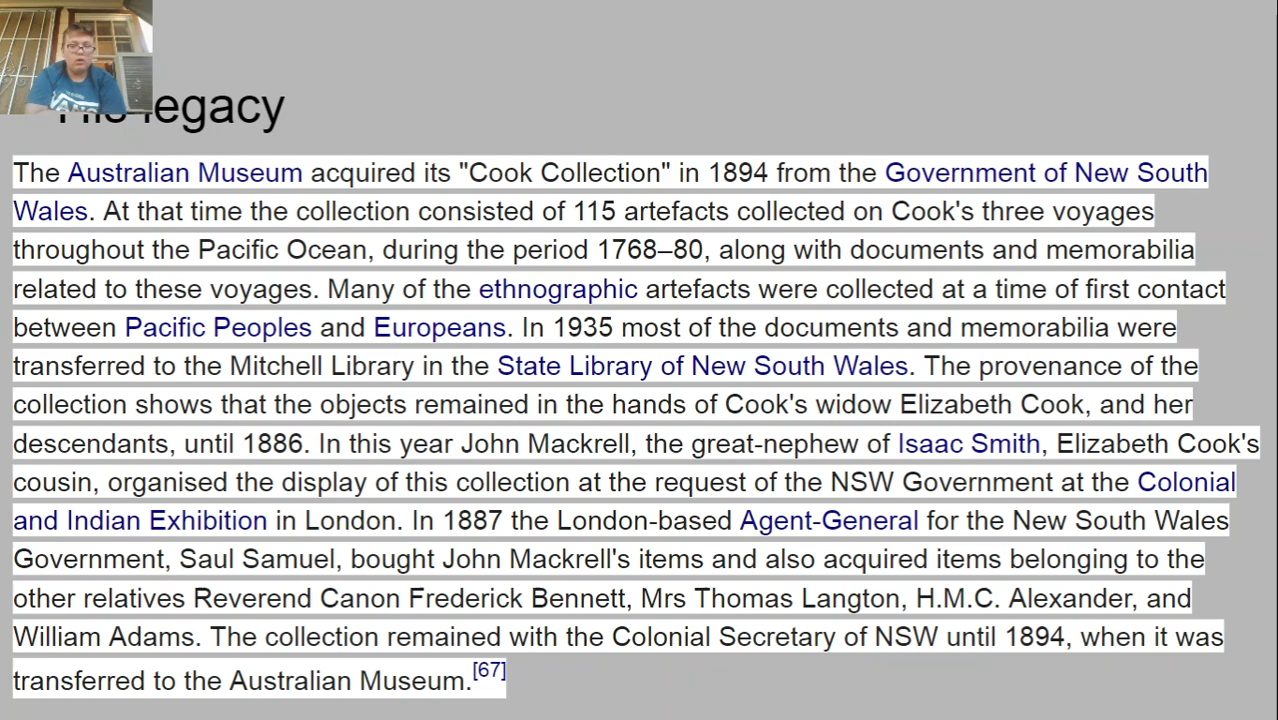 His legacy
The Australian Museum acquired its "Cook Collection" in 1894 from the Government of New South
Wales. At that time the collection consisted of 115 artefacts collected on Cook's three voyages
throughout the Pacific Ocean, during the period 1768–80, along with documents and memorabilia
related to these voyages. Many of the ethnographic artefacts were collected at a time of first contact
between Pacific Peoples and Europeans. In 1935 most of the documents and memorabilia were
transferred to the Mitchell Library in the State Library of New South Wales. The provenance of the
collection shows that the objects remained in the hands of Cook's widow Elizabeth Cook, and her
descendants, until 1886. In this year John Mackrell, the great-nephew of Isaac Smith, Elizabeth Cook's
cousin, organised the display of this collection at the request of the NSW Government at the Colonial
and Indian Exhibition in London. In 1887 the London-based Agent-General for the New South Wales
Government, Saul Samuel, bought John Mackrell's items and also acquired items belonging to the
other relatives Reverend Canon Frederick Bennett, Mrs Thomas Langton, H.M.C. Alexander, and
William Adams. The collection remained with the Colonial Secretary of NSW until 1894, when it was
transferred to the Australian Museum.[67]